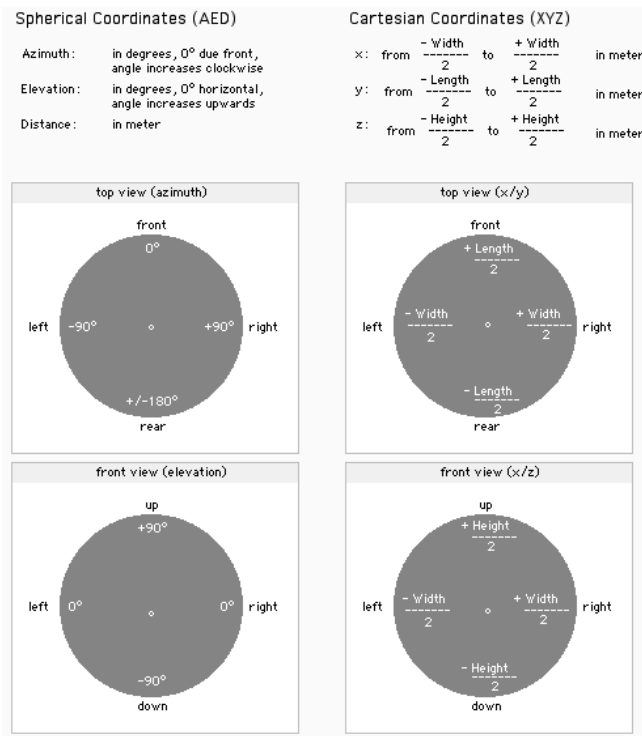 Spherical Coordinates (AED)
Azimuth: in degrees, 0° due front,
angle increases clockwise
Elevation: in degrees, 0° horizontal,
angle increases upwards
Distance: in meter
Cartesian Coordinates (XYZ)
x: from - Width / 2 to + Width / 2 in meter
y: from - Length / 2 to + Length / 2 in meter
z: from - Height / 2 to + Height / 2 in meter
top view (azimuth)
front
0°
left -90° +90° right
+/-180°
rear
top view (x/y)
front
+ Length
-------
2
left - Width / 2 + Width / 2 right
- Length
-------
2
rear
front view (elevation)
up
+90°
left 0° 0° right
-90°
down
front view (x/z)
up
+ Height
-------
2
left - Width / 2 + Width / 2 right
- Height
-------
2
down